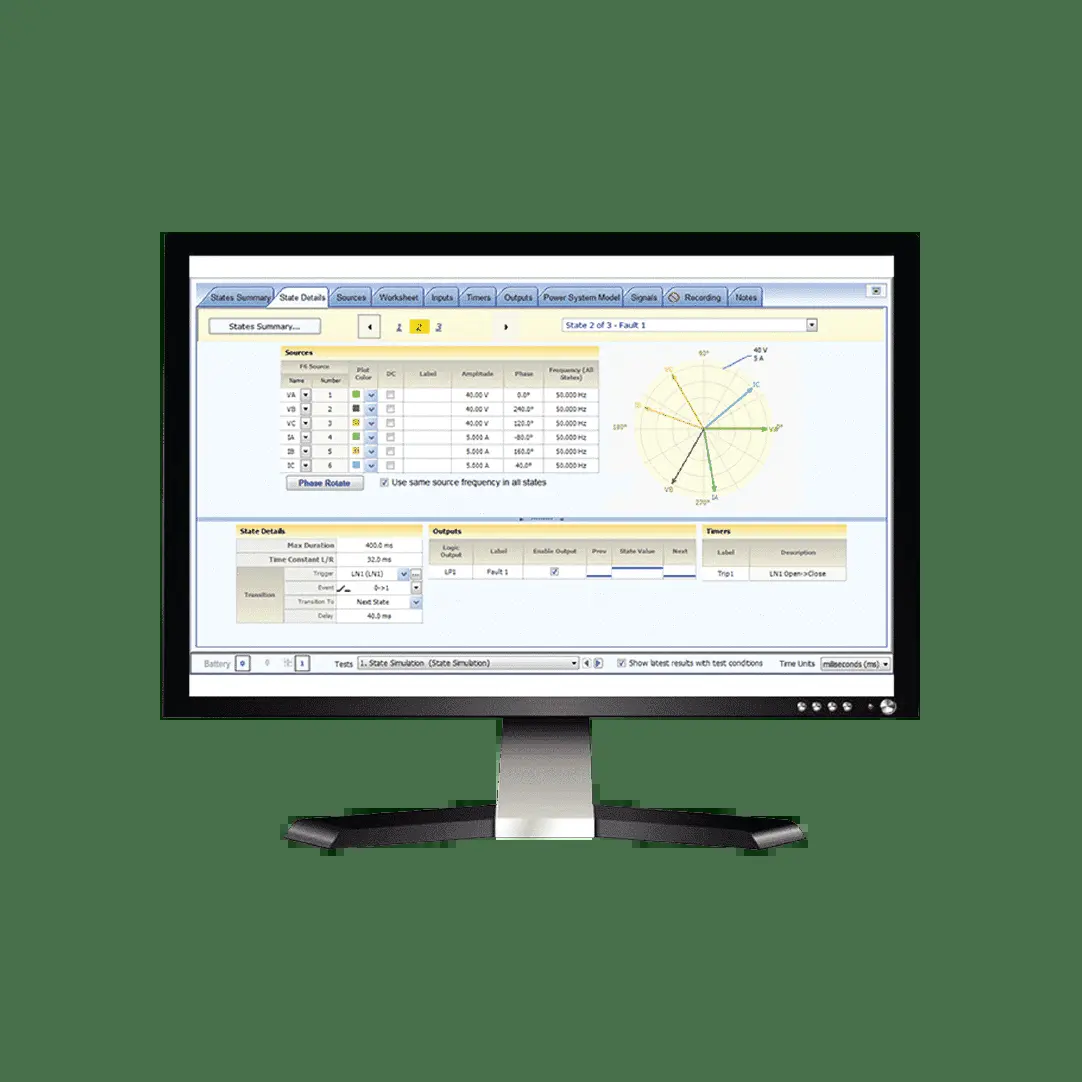 States Summary State Details Sources Worksheet Inputs Timers Outputs Power System Model Signals Recording Notes
States Summary... 1 2 3 State 2 of 3 - Fault 1
Sources
F6 Source Plot Color DC Label Amplitude Phase Frequency (All States)
Name Number
VA 1 40.00 V 0.0° 50.000 Hz
VB 2 40.00 V 240.0° 50.000 Hz
VC 3 40.00 V 120.0° 50.000 Hz
IA 4 5.000 A -80.0° 50.000 Hz
IB 5 5.000 A 160.0° 50.000 Hz
IC 6 5.000 A 40.0° 50.000 Hz
Phase Rotate Use same source frequency in all states
90° 40 V
5 A
VC IC
IB
180°
VB IA
270°
State Details
Max Duration 400.0 ms
Time Constant L/R 32.0 ms
Transition
Trigger LN1 (LN1) ...
Event 0->1
Transition To Next State
Delay 40.0 ms
Outputs
Logic Output Label Enable Output Prev State Value Next
LP1 Fault 1
Timers
Label Description
Trip1 LN1 Open->Close
Battery 0 1 Tests 1. State Simulation (State Simulation) Show latest results with test conditions Time Units milliseconds (ms)